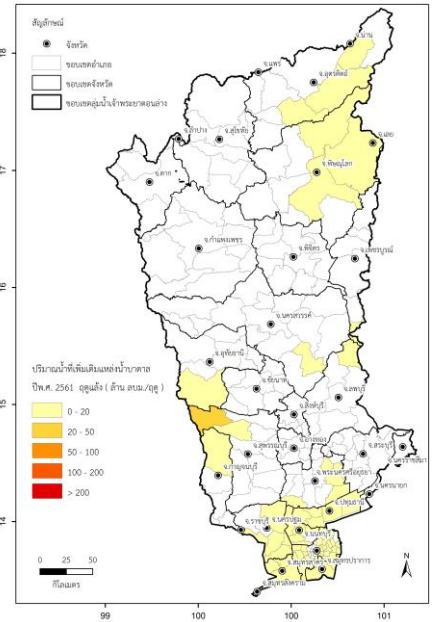 สัญลักษณ์
จังหวัด
ขอบเขตอำเภอ
ขอบเขตจังหวัด
ขอบเขตลุ่มน้ำเจ้าพระยาตอนล่าง
18
จ.น่าน
จ.แพร่
จ.อุตรดิตถ์
จ.ลำปาง
จ.สุโขทัย
จ.เลย
17
จ.ตาก
จ.พิษณุโลก
จ.กำแพงเพชร
จ.พิจิตร
จ.เพชรบูรณ์
16
จ.นครสวรรค์
จ.อุทัยธานี
ปริมาณน้ำที่เพิ่มเติมแหล่งน้ำบาดาล
ปีพ.ศ. 2561 ฤดูแล้ง ( ล้าน ลบม./ฤดู )
จ.ชัยนาท
จ.ลพบุรี
15
0 - 20
จ.สิงห์บุรี
20 - 50
จ.สุพรรณบุรี
จ.อ่างทอง
จ.สระบุรี
50 - 100
จ.นครราชสีมา
100 - 200
จ.กาญจนบุรี
จ.พระนครศรีอยุธยา
> 200
จ.นครนายก
14
จ.ปทุมธานี
จ.ราชบุรี
จ.นครปฐม
จ.นนทบุรี
0 25 50
กิโลเมตร
จ.สมุทรสาคร
จ.สมุทรปราการ
N
จ.สมุทรสงคราม
99 100 100 101